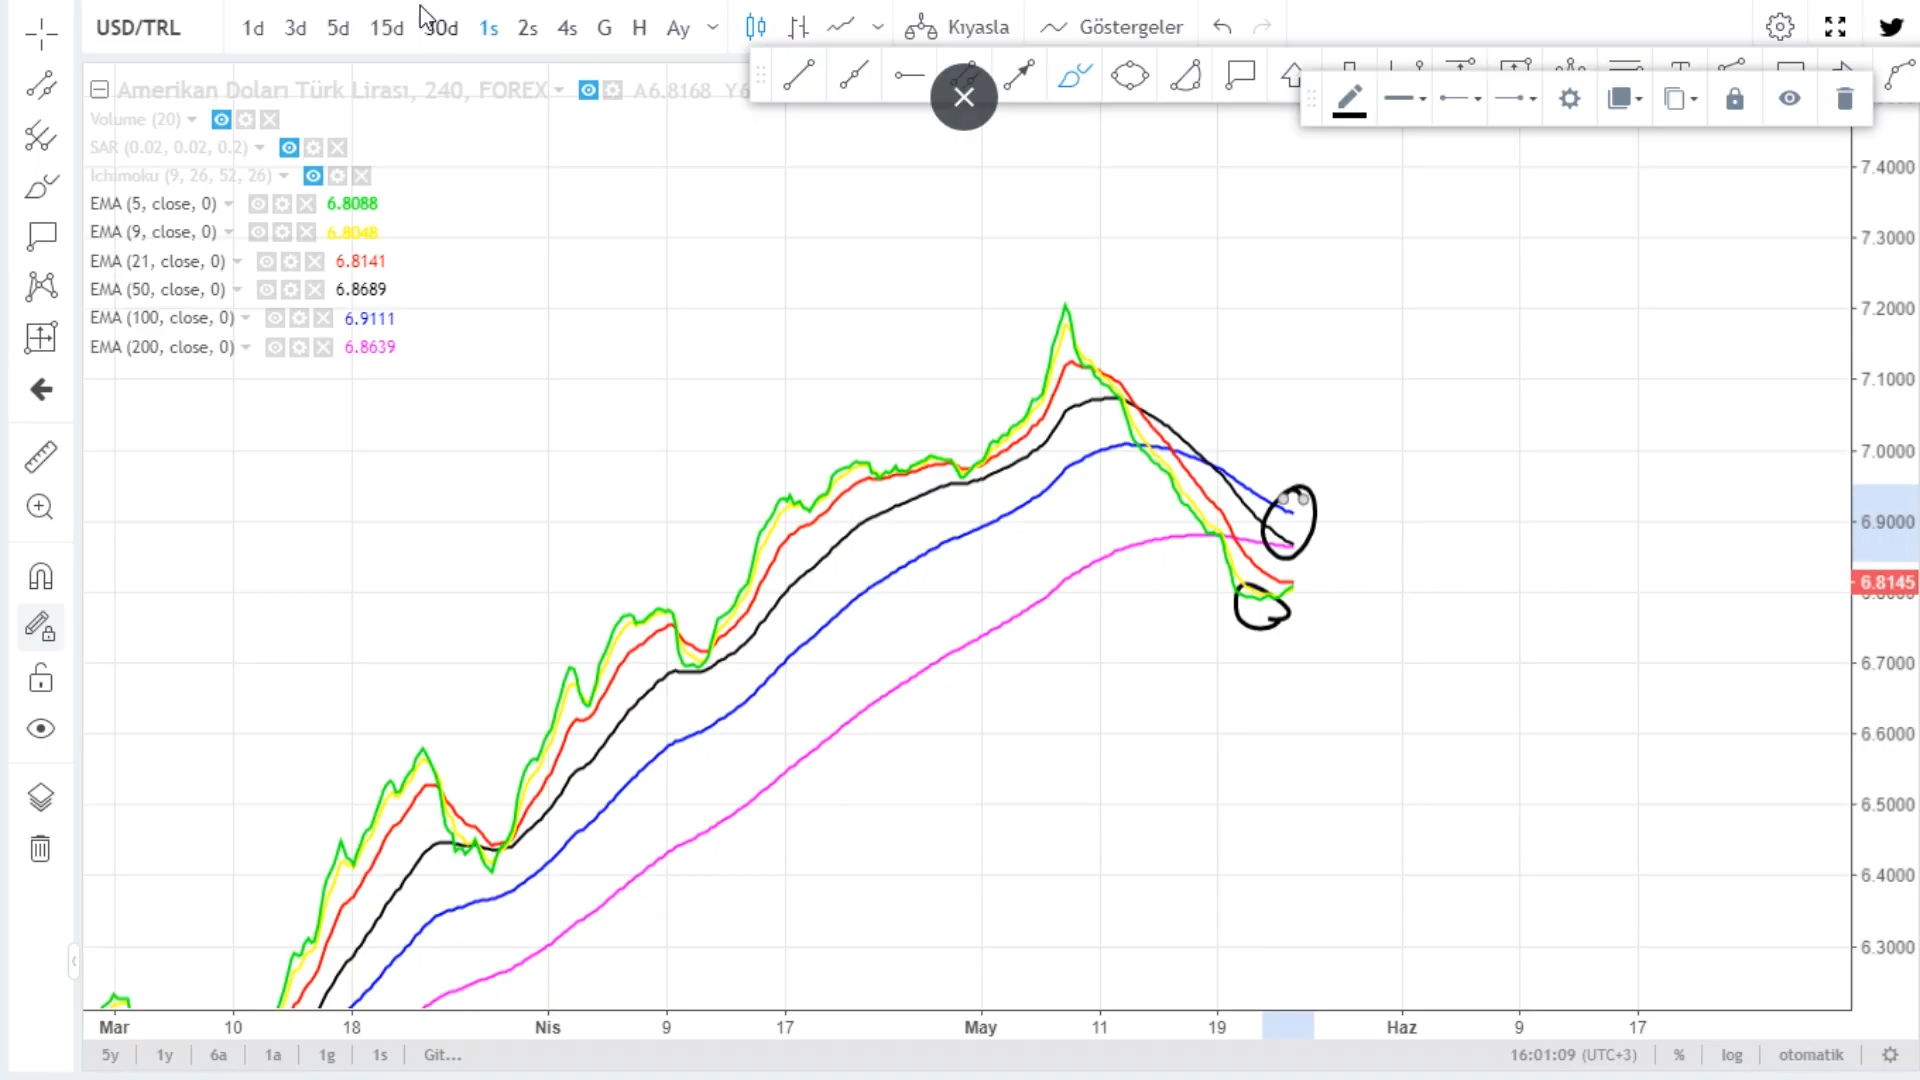 USD/TRL 1d 3d 5d 15d 30d 1s 2s 4s G H Ay Kıyasla Göstergeler
Amerikan Doları Türk Lirası, 240, FOREX A6.8168
Volume (20)
SAR (0.02, 0.02, 0.2)
Ichimoku (9, 26, 52, 26)
EMA (5, close, 0) 6.8088
EMA (9, close, 0) 6.8048
EMA (21, close, 0) 6.8141
EMA (50, close, 0) 6.8689
EMA (100, close, 0) 6.9111
EMA (200, close, 0) 6.8639
7.4000
7.3000
7.2000
7.1000
7.0000
6.9000
6.8145
6.7000
6.6000
6.5000
6.4000
6.3000
Mar 10 18 Nis 9 17 May 11 19 Haz 9 17
5y 1y 6a 1a 1g 1s Git... 16:01:09 (UTC+3) % log otomatik